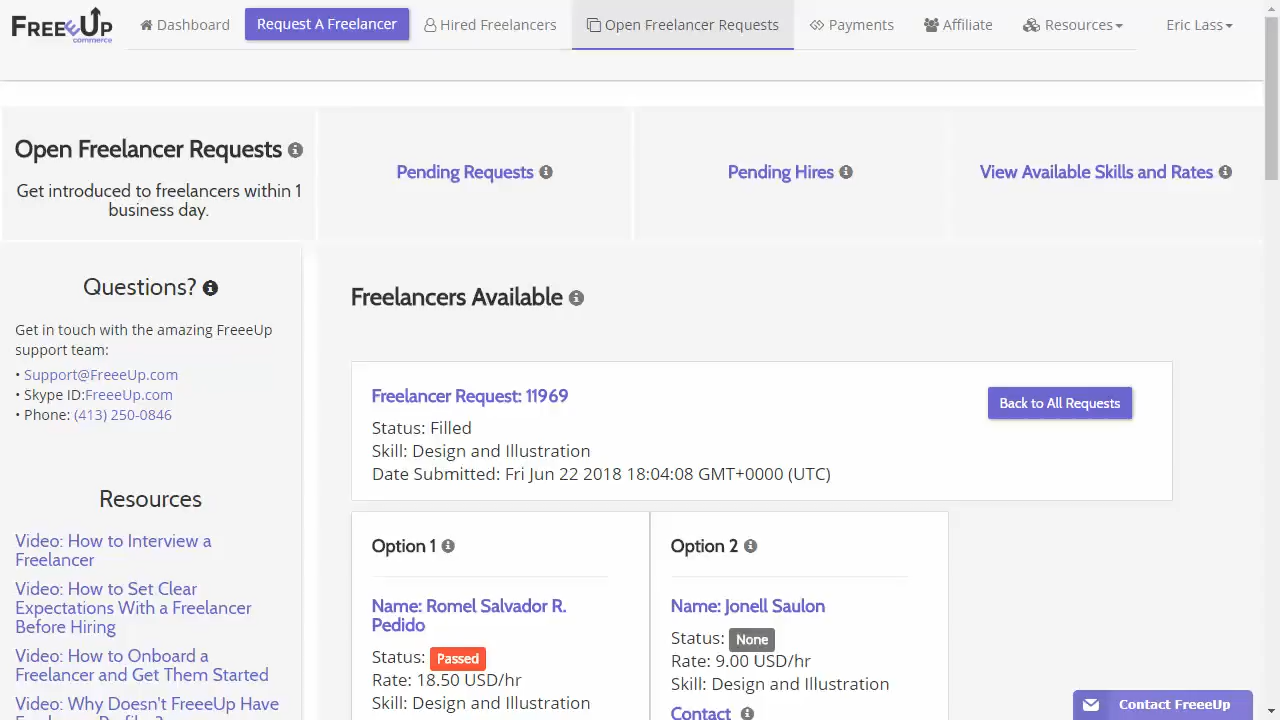 FREEEUP
commerce
Dashboard
Request A Freelancer
Hired Freelancers
Open Freelancer Requests
Payments
Affiliate
Resources
Eric Lass
Open Freelancer Requests
Get introduced to freelancers within 1
business day.
Pending Requests
Pending Hires
View Available Skills and Rates
Questions?
Get in touch with the amazing FreeeUp
support team:
• Support@FreeeUp.com
• Skype ID:FreeeUp.com
• Phone: (413) 250-0846
Resources
Video: How to Interview a
Freelancer
Video: How to Set Clear
Expectations With a Freelancer
Before Hiring
Video: How to Onboard a
Freelancer and Get Them Started
Video: Why Doesn't FreeeUp Have
Freelancers Available
Freelancer Request: 11969
Back to All Requests
Status: Filled
Skill: Design and Illustration
Date Submitted: Fri Jun 22 2018 18:04:08 GMT+0000 (UTC)
Option 1
Name: Romel Salvador R.
Pedido
Status: Passed
Rate: 18.50 USD/hr
Skill: Design and Illustration
Option 2
Name: Jonell Saulon
Status: None
Rate: 9.00 USD/hr
Skill: Design and Illustration
Contact
Contact FreeeUp